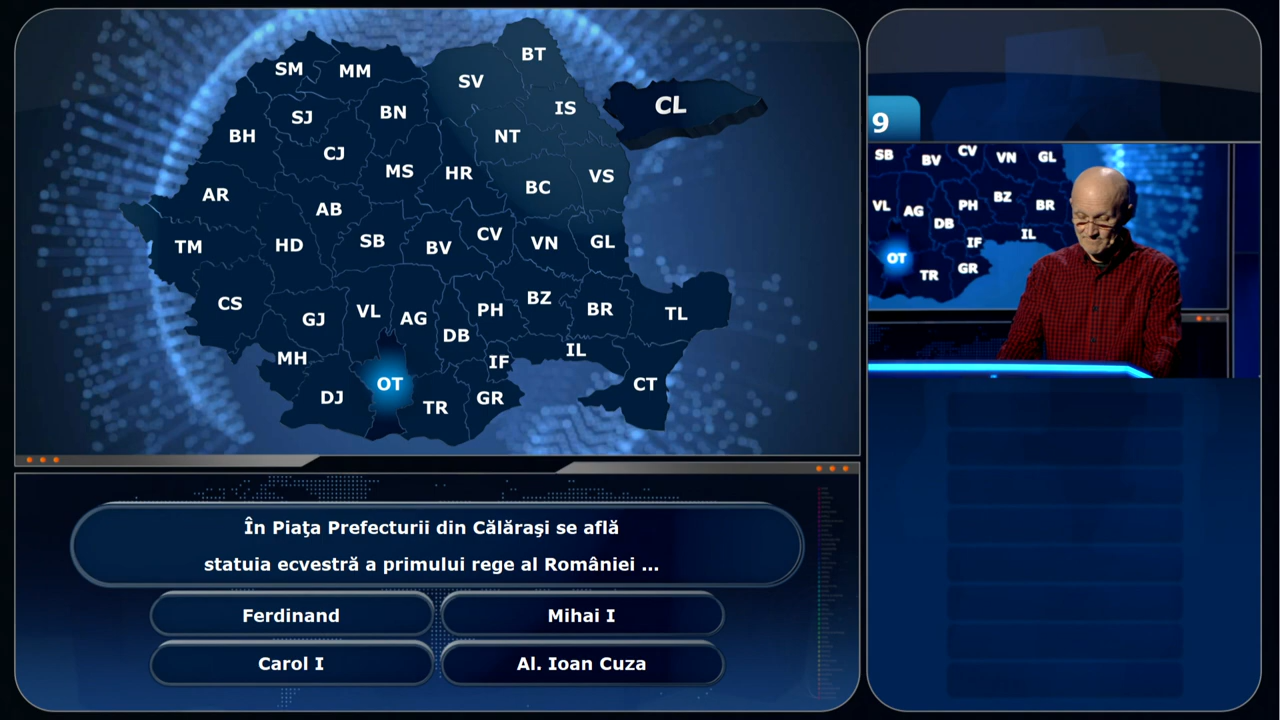 BT
SM
MM
SV
CL
IS
BN
SJ
BH
NT
CJ
MS
HR
VS
BC
AR
AB
CV
SB
VN
GL
HD
TM
BV
BZ
CS
PH
BR
VL
TL
AG
GJ
DB
IL
MH
IF
OT
CT
DJ
GR
TR
9
SB
BV
CV
VN
GL
VL
AG
PH
BZ
BR
DB
IL
IF
OT
GR
TR
În Piaţa Prefecturii din Călăraşi se află
statuia ecvestră a primului rege al României ...
Ferdinand
Mihai I
Carol I
Al. Ioan Cuza